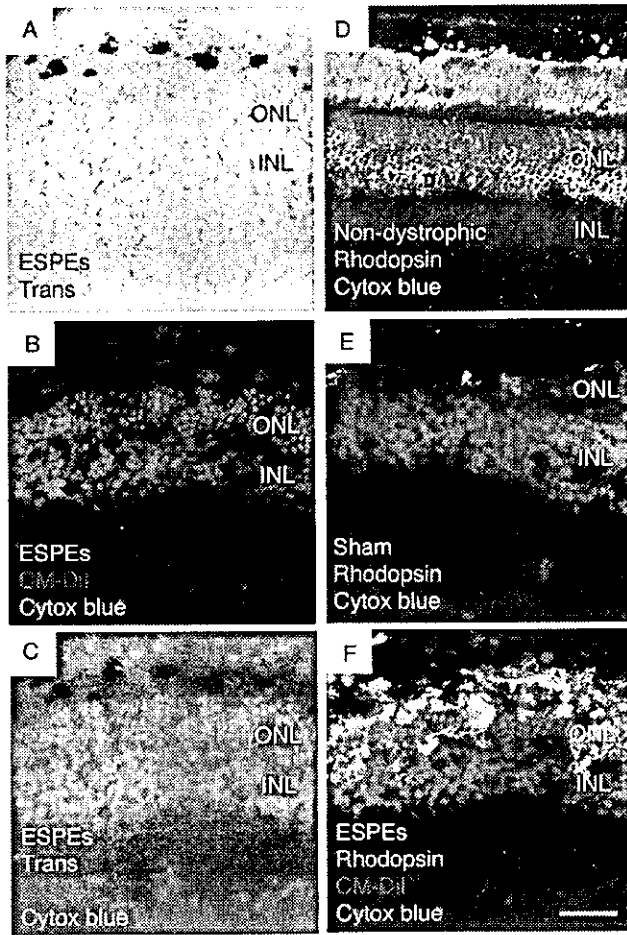 A
ONL
INL
ESPEs
Trans
B
ONL
INL
ESPEs
CM-DiI
Cytox blue
C
ONL
INL
ESPEs
Trans
Cytox blue
D
ONL
INL
Non-dystrophic
Rhodopsin
Cytox blue
E
ONL
INL
Sham
Rhodopsin
Cytox blue
F
ONL
INL
ESPEs
Rhodopsin
CM-DiI
Cytox blue